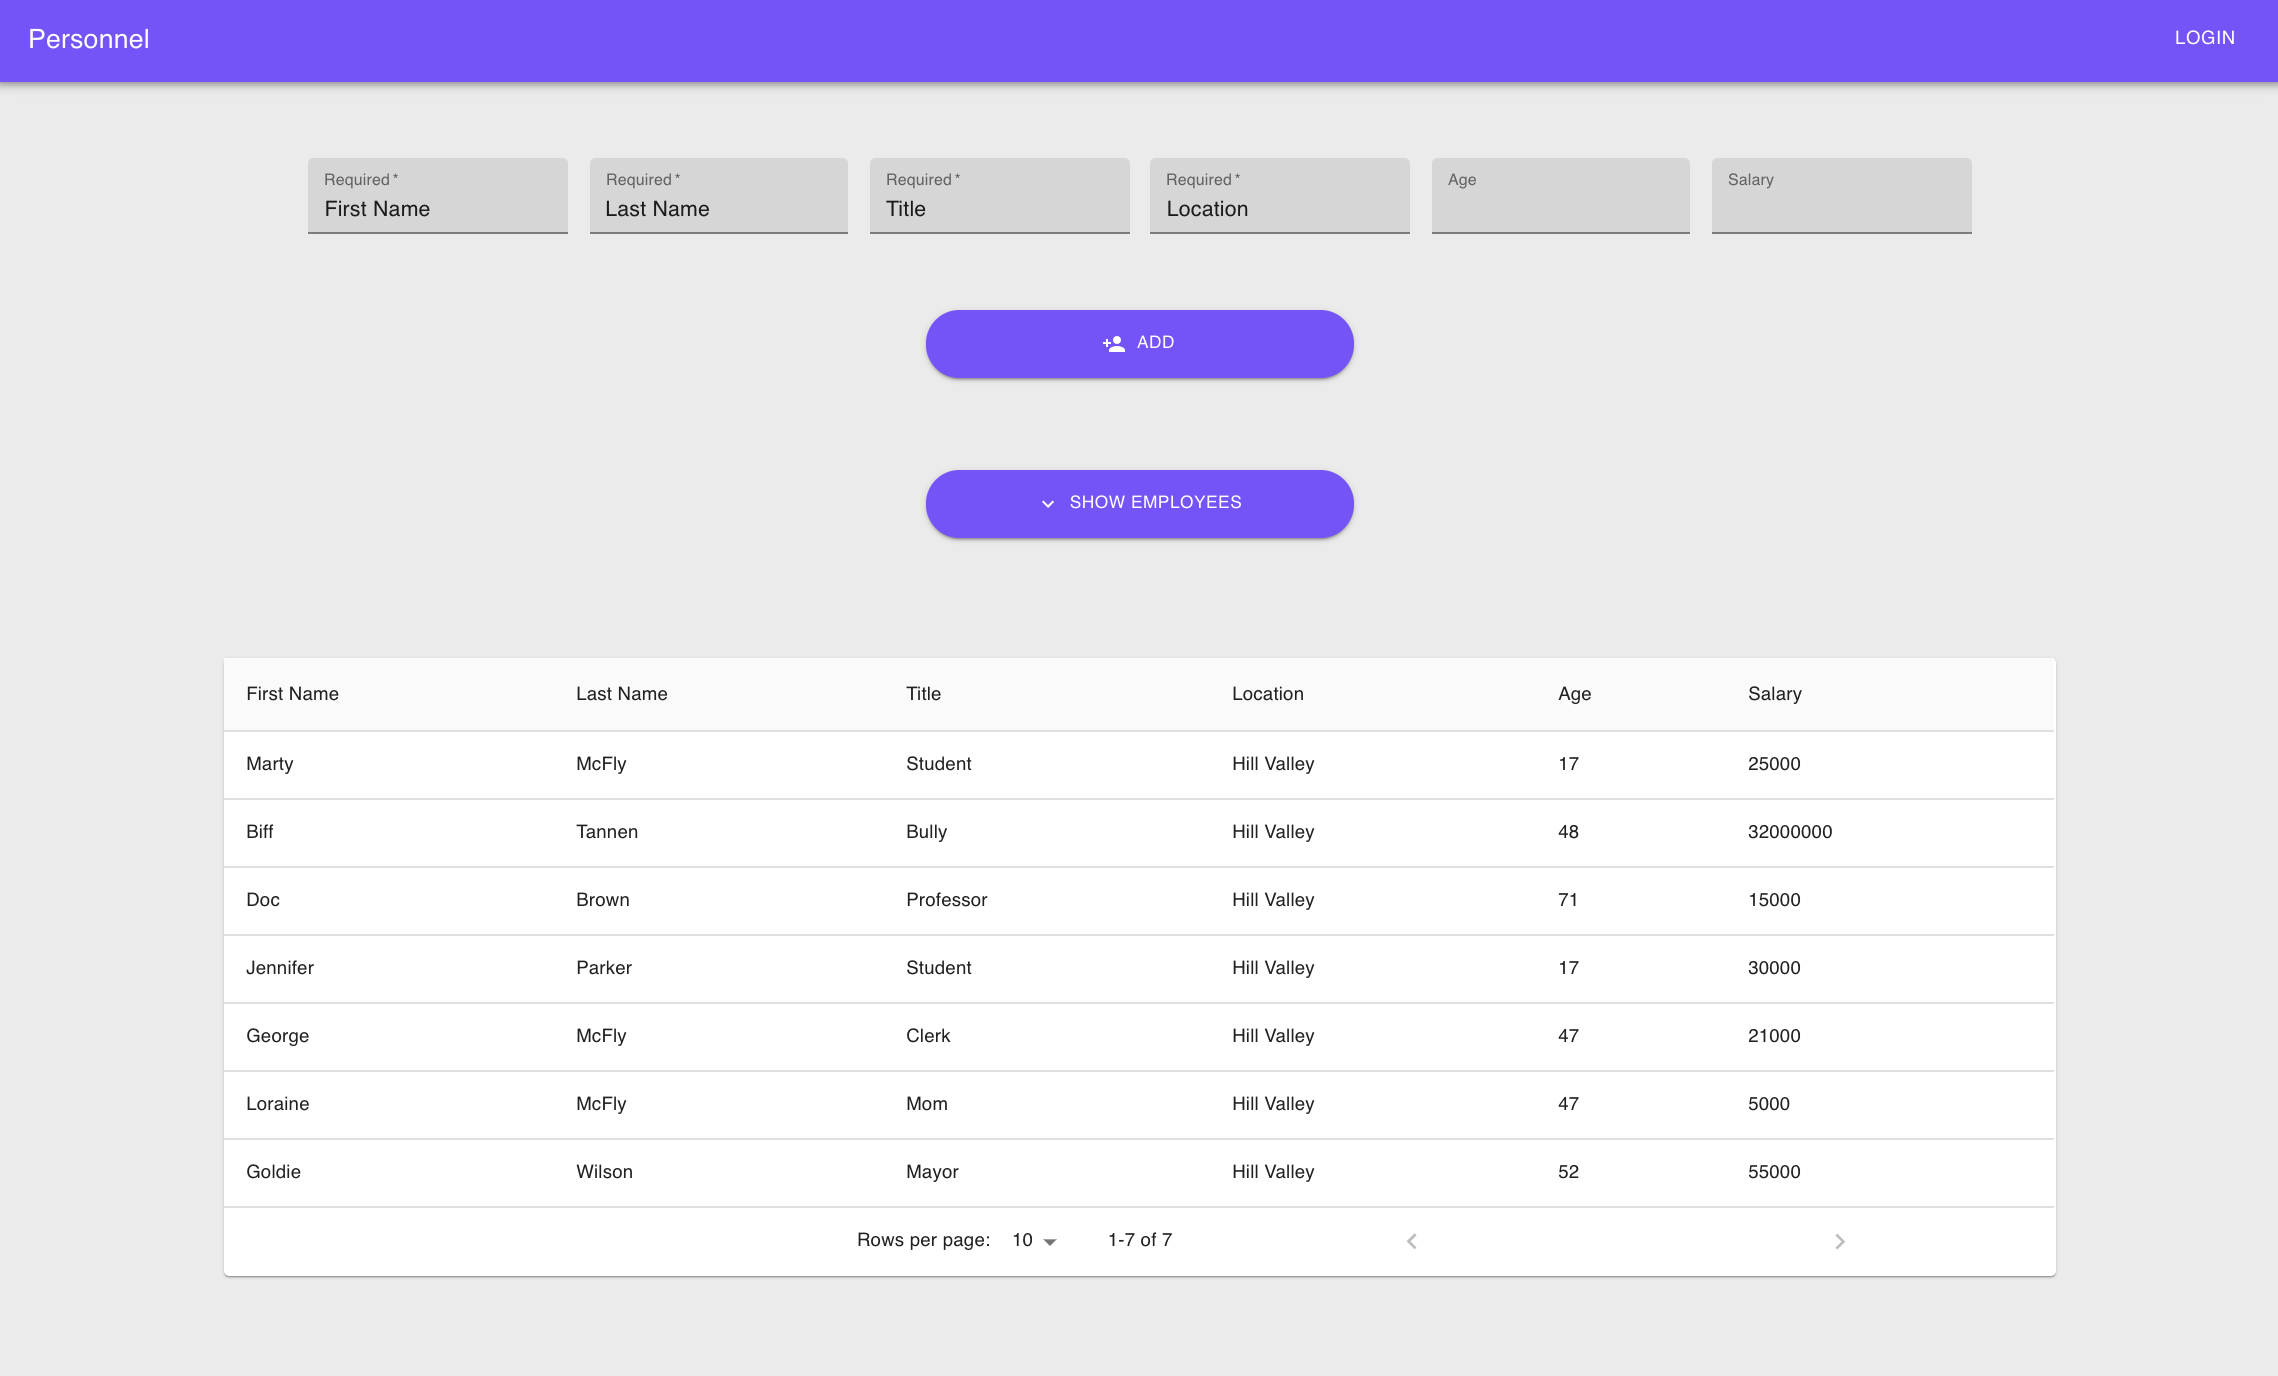 Personnel LOGIN
Required * Required * Required * Required * Age Salary
First Name Last Name Title Location
ADD
SHOW EMPLOYEES
First Name Last Name Title Location Age Salary
Marty McFly Student Hill Valley 17 25000
Biff Tannen Bully Hill Valley 48 32000000
Doc Brown Professor Hill Valley 71 15000
Jennifer Parker Student Hill Valley 17 30000
George McFly Clerk Hill Valley 47 21000
Loraine McFly Mom Hill Valley 47 5000
Goldie Wilson Mayor Hill Valley 52 55000
Rows per page: 10 1-7 of 7